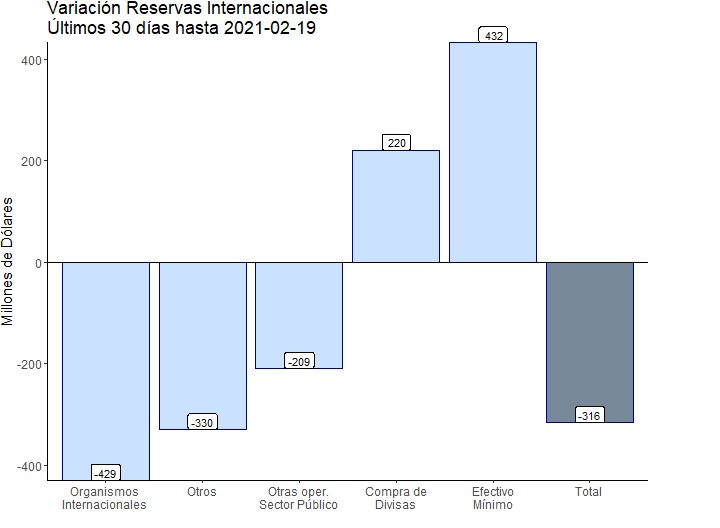 Variación Reservas Internacionales
Últimos 30 días hasta 2021-02-19
Millones de Dólares
400
200
0
-200
-400
-429
-330
-209
220
432
-316
Organismos
Internacionales
Otros
Otras oper.
Sector Público
Compra de
Divisas
Efectivo
Mínimo
Total